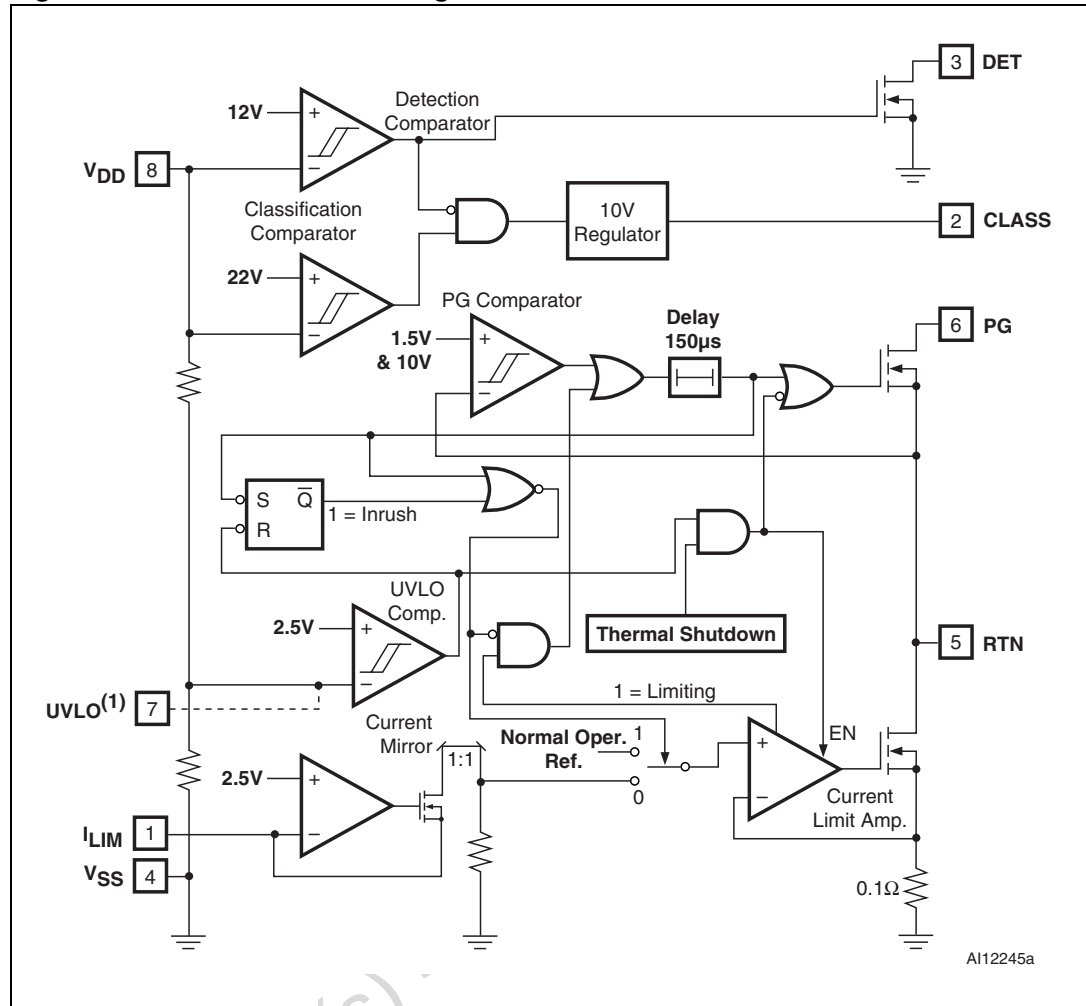 3 DET
12V + Detection Comparator
−
VDD 8
Classification Comparator
10V Regulator
2 CLASS
22V +
−
PG Comparator
1.5V & 10V +
−
Delay 150µs
6 PG
S Q̅
R
1 = Inrush
UVLO Comp.
2.5V +
−
Thermal Shutdown
5 RTN
UVLO(1) 7
1 = Limiting
Current Mirror
1:1
Normal Oper. Ref.
1
0
EN
+
−
Current Limit Amp.
2.5V +
−
ILIM 1
VSS 4
0.1Ω
AI12245a